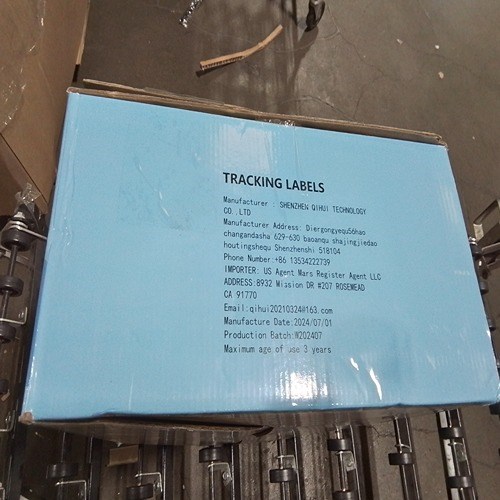 TRACKING LABELS
Manufacturer : SHENZHEN QIHUI TECHNOLOGY
CO.,LTD
Manufacturer Address: Diergongyequ56hao
changandasha 629-630 baoanqu shajingjiedao
houtingshequ Shenzhenshi 518104
Phone Number:+86 13534222739
IMPORTER: US Agent Mars Register Agent LLC
ADDRESS:8932 Mission DR #207 ROSEMEAD
CA 91770
Email:qihui20210324@163.com
Manufacture Date:2024/07/01
Production Batch:W202407
Maximum age of use 3 years